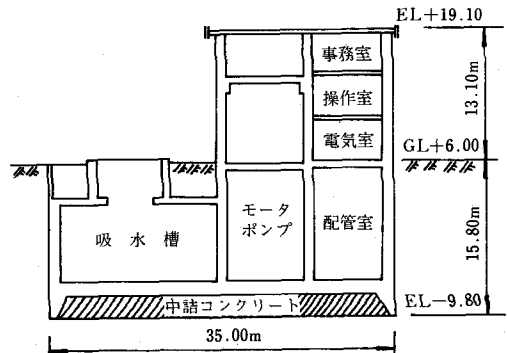 EL+19.10
事務室
操作室
電気室
13.10m
GL+6.00
吸水槽
モータ
ポンプ
配管室
15.80m
中詰コンクリート
EL-9.80
35.00m